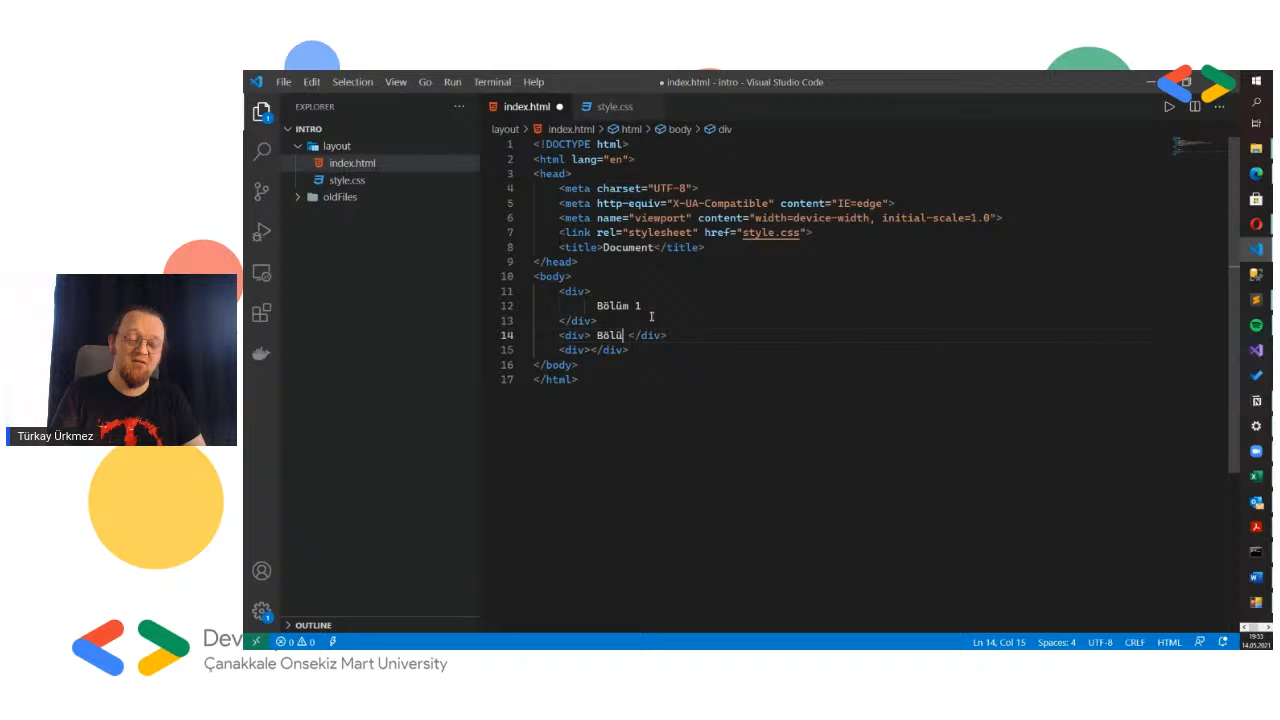 File Edit Selection View Go Run Terminal Help
● index.html - intro - Visual Studio Code
EXPLORER
INTRO
layout
index.html
style.css
oldFiles
OUTLINE
index.html ●
style.css
layout > index.html > html > body > div
1 <!DOCTYPE html>
2 <html lang="en">
3 <head>
4 <meta charset="UTF-8">
5 <meta http-equiv="X-UA-Compatible" content="IE=edge">
6 <meta name="viewport" content="width=device-width, initial-scale=1.0">
7 <link rel="stylesheet" href="style.css">
8 <title>Document</title>
9 </head>
10 <body>
11 <div>
12 Bölüm 1
13 </div>
14 <div> Bölü </div>
15 <div></div>
16 </body>
17 </html>
1
1
0 0
Ln 14, Col 15 Spaces: 4 UTF-8 CRLF HTML
19:53
14.05.2021
Türkay Ürkmez
Dev
Çanakkale Onsekiz Mart University